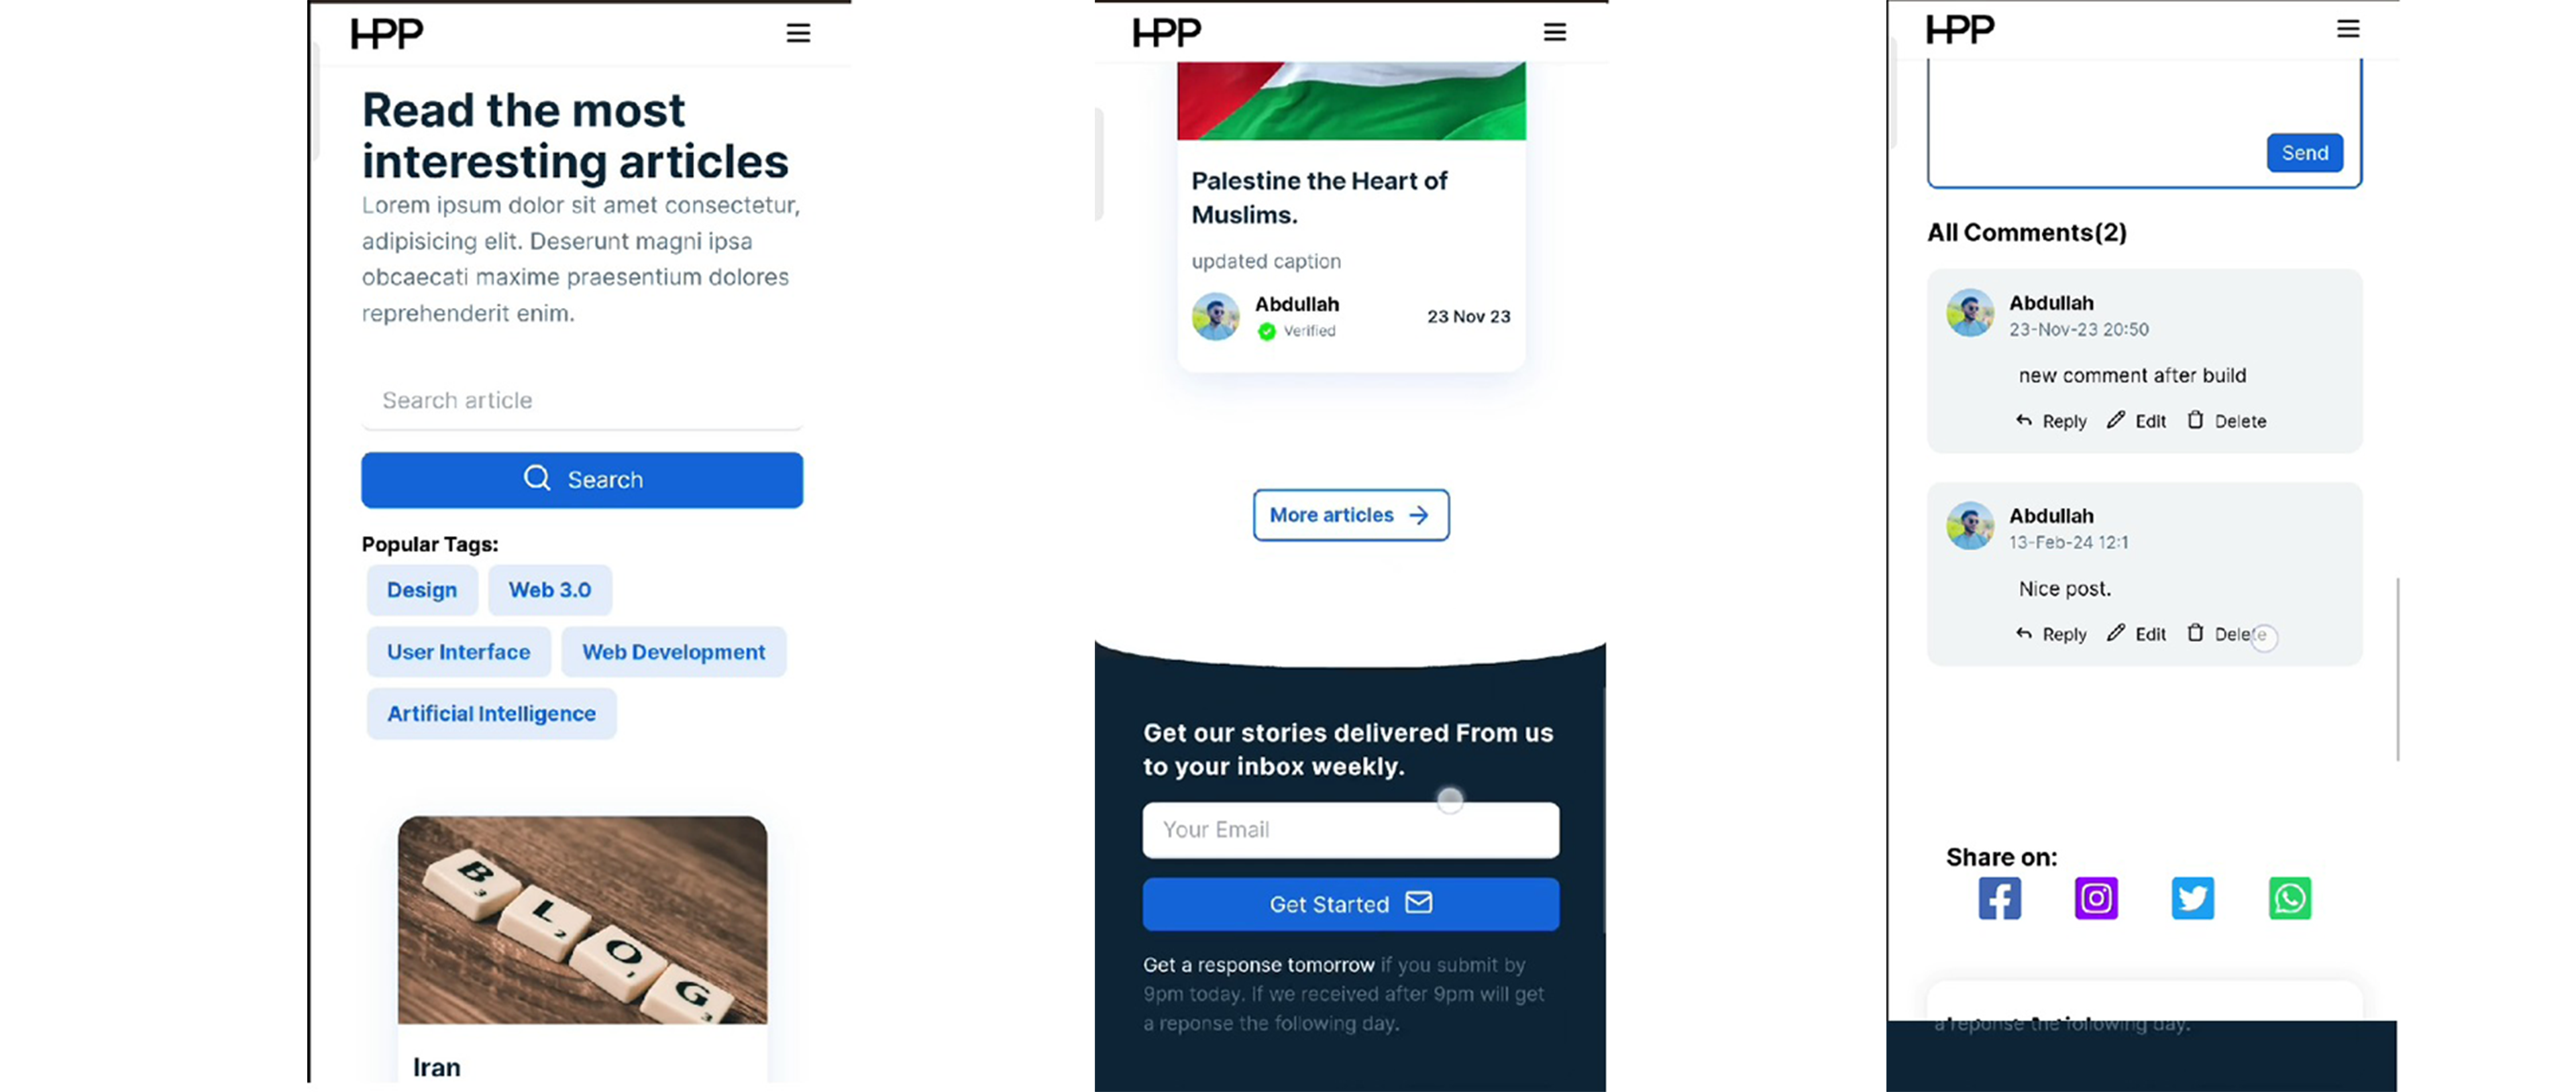 HPP
Read the most
interesting articles
Lorem ipsum dolor sit amet consectetur,
adipisicing elit. Deserunt magni ipsa
obcaecati maxime praesentium dolores
reprehenderit enim.
Search article
Search
Popular Tags:
Design
Web 3.0
User Interface
Web Development
Artificial Intelligence
B 3
L 2
O 1
G 3
Iran
HPP
Palestine the Heart of
Muslims.
updated caption
Abdullah
Verified
23 Nov 23
More articles
Get our stories delivered From us
to your inbox weekly.
Your Email
Get Started
Get a response tomorrow if you submit by
9pm today. If we received after 9pm will get
a reponse the following day.
HPP
Send
All Comments(2)
Abdullah
23-Nov-23 20:50
new comment after build
Reply
Edit
Delete
Abdullah
13-Feb-24 12:1
Nice post.
Reply
Edit
Delete
Share on:
a reponse the following day.